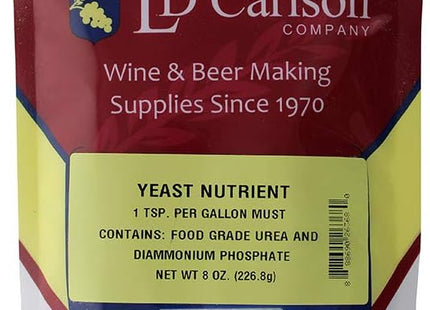 LD Carlson
COMPANY
Wine & Beer Making
Supplies Since 1970
YEAST NUTRIENT
1 TSP. PER GALLON MUST
CONTAINS: FOOD GRADE UREA AND
DIAMMONIUM PHOSPHATE
NET WT 8 OZ. (226.8g)